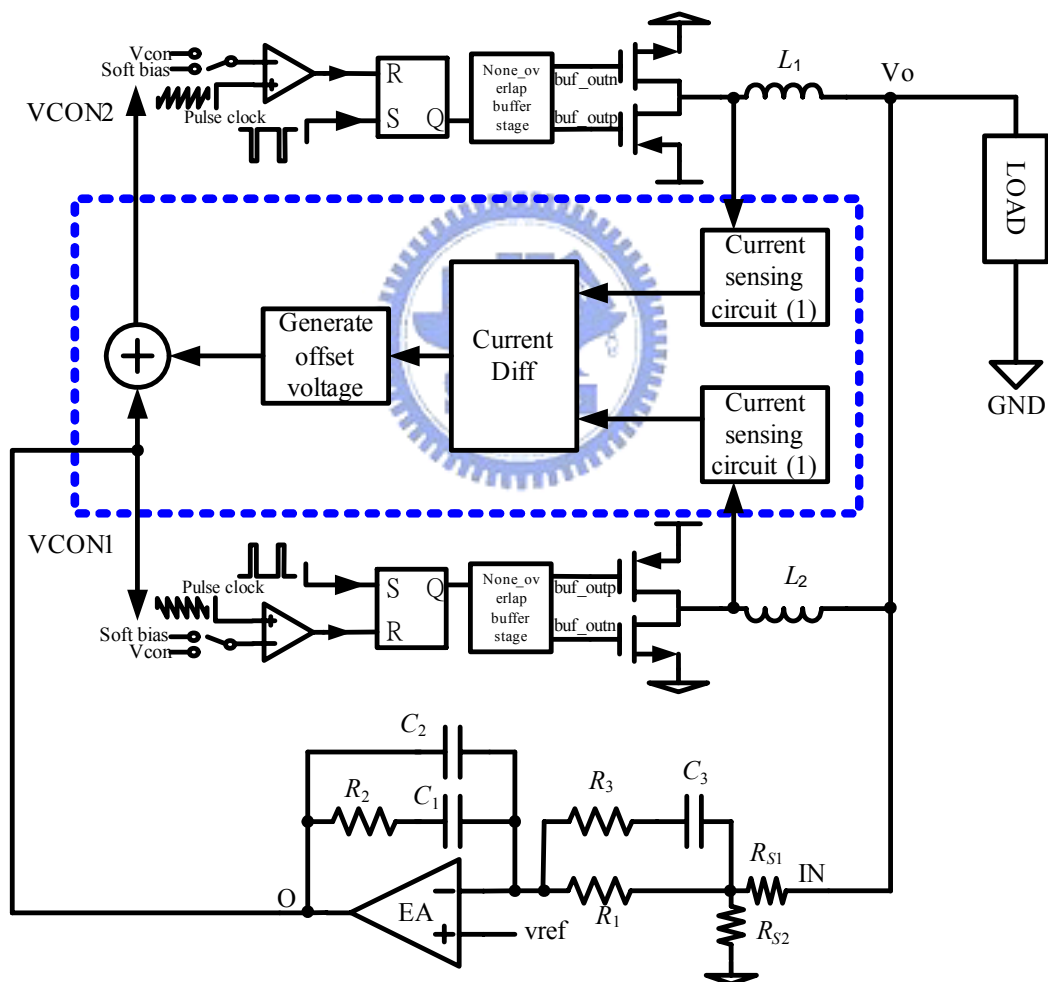 Vcon
Soft bias
VCON2
Pulse clock
R
S
Q
None_ov
erlap
buffer
stage
buf_outn
buf_outp
L1
Vo
LOAD
GND
Current
sensing
circuit (1)
Current
Diff
Generate
offset
voltage
Current
sensing
circuit (1)
VCON1
Pulse clock
Soft bias
Vcon
S
Q
R
None_ov
erlap
buffer
stage
buf_outp
buf_outn
L2
C2
R2
C1
R3
C3
RS1
IN
R1
RS2
O
EA
vref